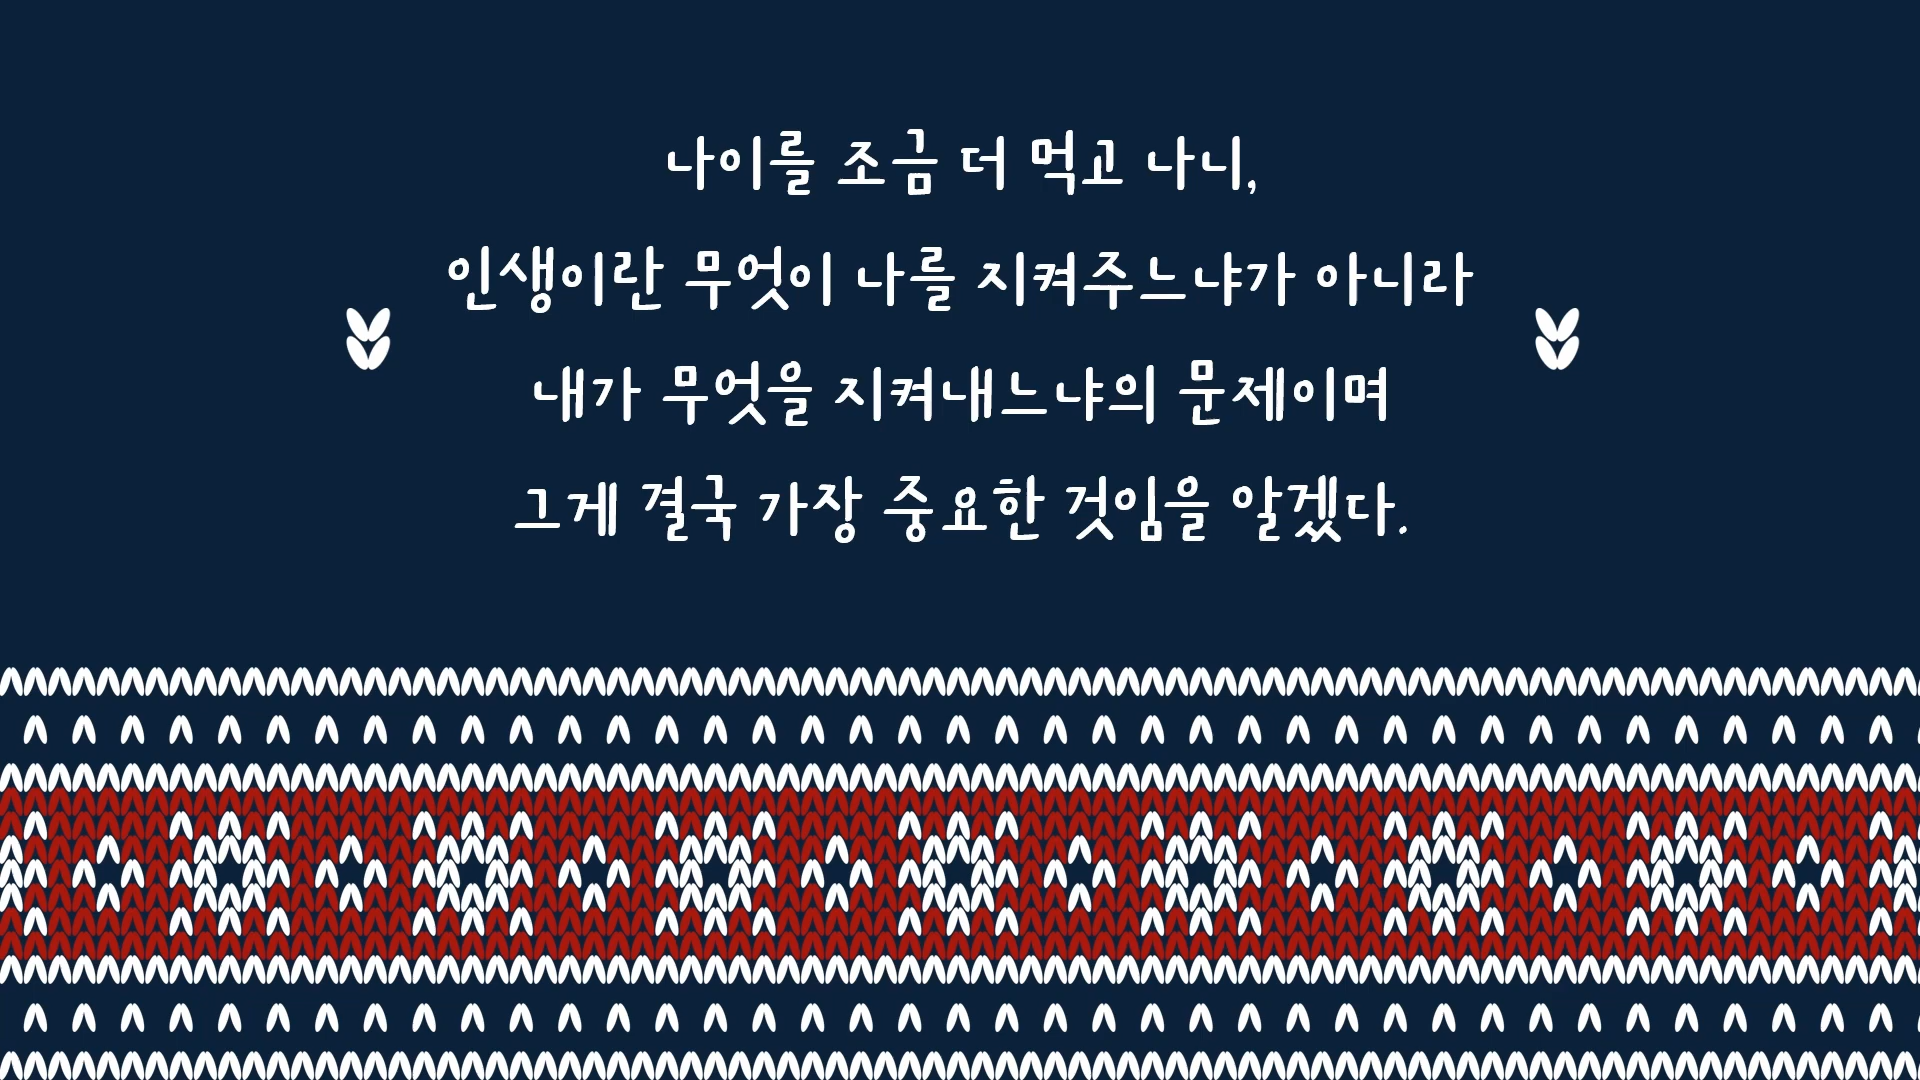 나이를 조금 더 먹고 나니,
인생이란 무엇이 나를 지켜주느냐가 아니라
내가 무엇을 지켜내느냐의 문제이며
그게 결국 가장 중요한 것임을 알겠다.